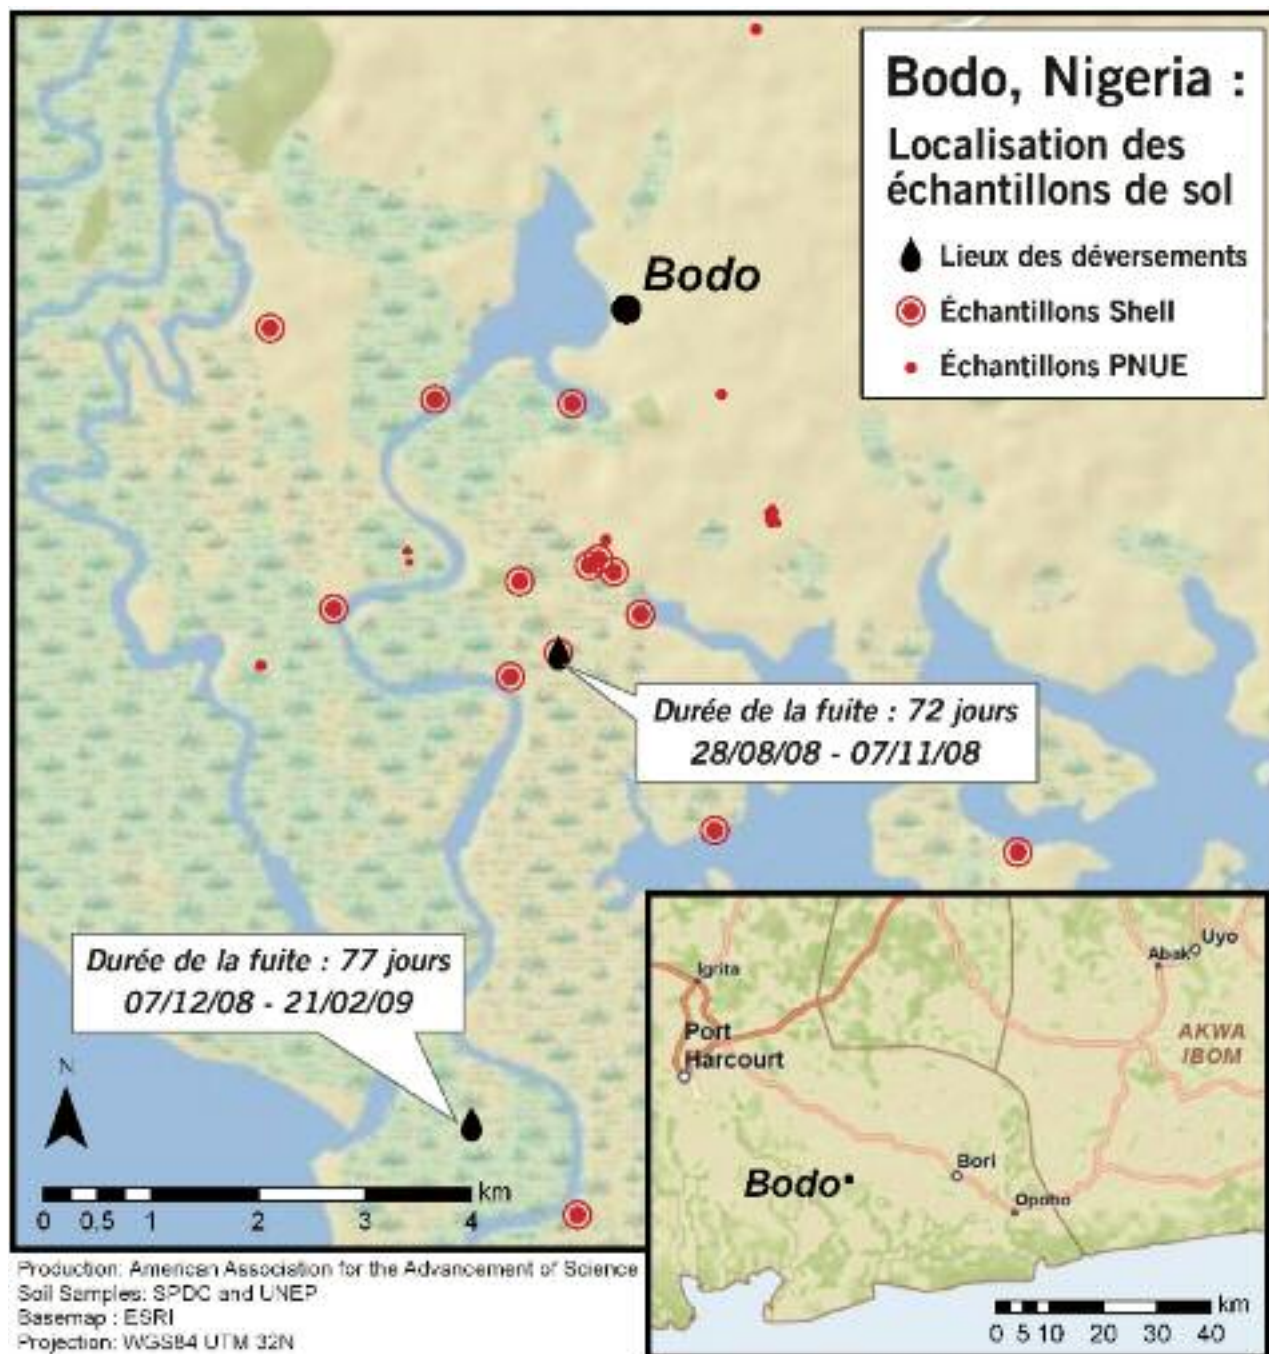 Bodo, Nigeria :
Localisation des
échantillons de sol
Lieux des déversements
Échantillons Shell
Échantillons PNUE
Bodo
Durée de la fuite : 72 jours
28/08/08 - 07/11/08
Durée de la fuite : 77 jours
07/12/08 - 21/02/09
N
km
0 0,5 1 2 3 4
Igrita
Port
Harcourt
Abak
Uyo
AKWA
IBOM
Bori
Bodo
Opobo
km
0 5 10 20 30 40
Production: American Association for the Advancement of Science
Soil Samples: SPDC and UNEP
Basemap : ESRI
Projection: WGS84 UTM 32N